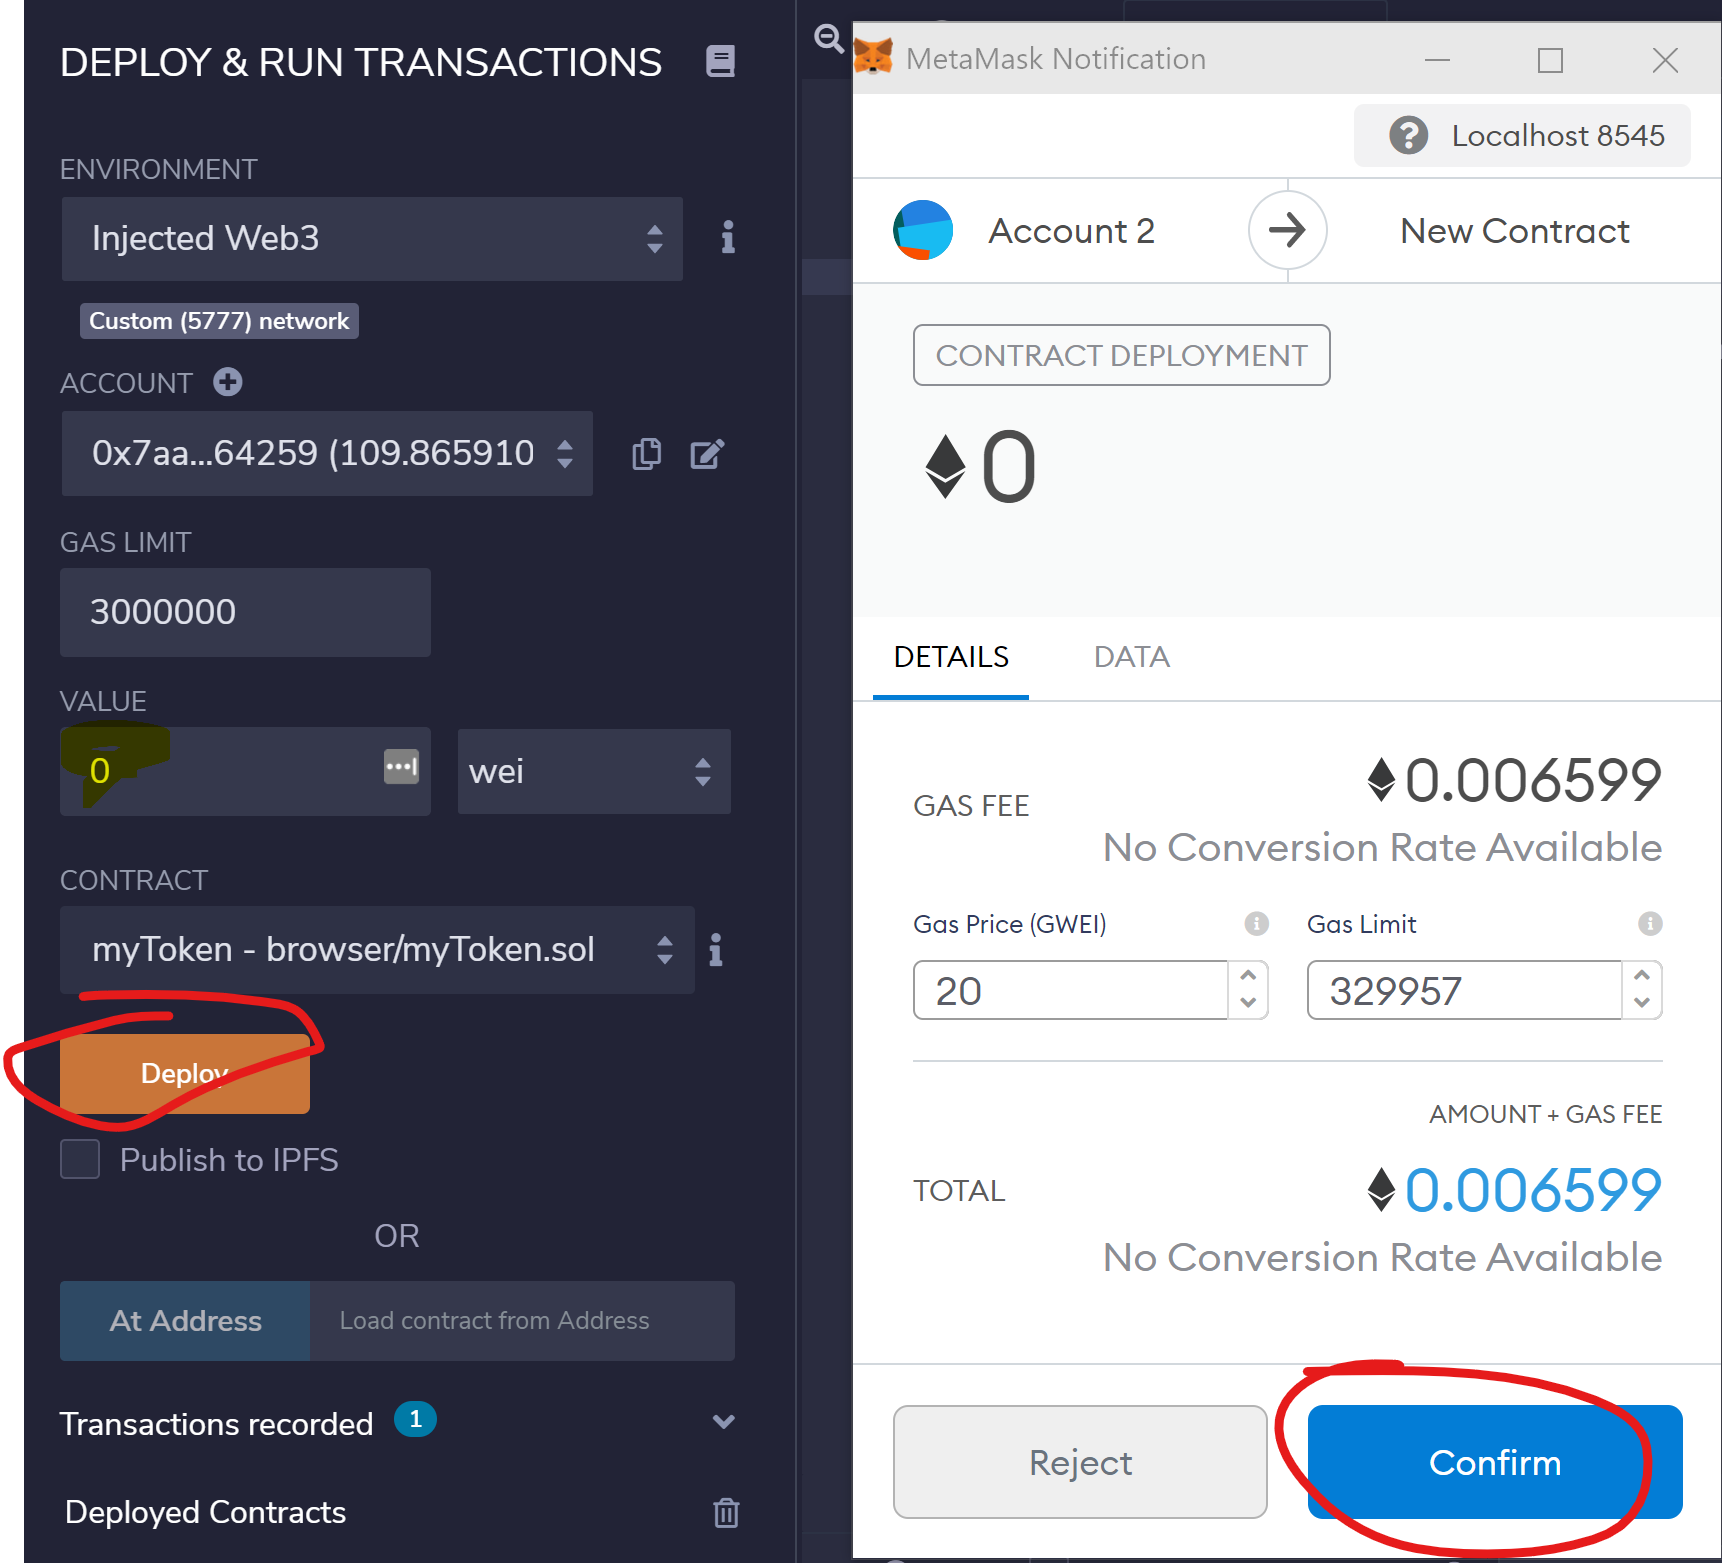 DEPLOY & RUN TRANSACTIONS
ENVIRONMENT
Injected Web3
Custom (5777) network
ACCOUNT
0x7aa...64259 (109.865910
GAS LIMIT
3000000
VALUE
0
wei
CONTRACT
myToken - browser/myToken.sol
Deploy
Publish to IPFS
OR
At Address
Load contract from Address
Transactions recorded 1
Deployed Contracts
MetaMask Notification
Localhost 8545
Account 2
New Contract
CONTRACT DEPLOYMENT
0
DETAILS
DATA
GAS FEE
0.006599
No Conversion Rate Available
Gas Price (GWEI)
Gas Limit
20
329957
AMOUNT + GAS FEE
TOTAL
0.006599
No Conversion Rate Available
Reject
Confirm